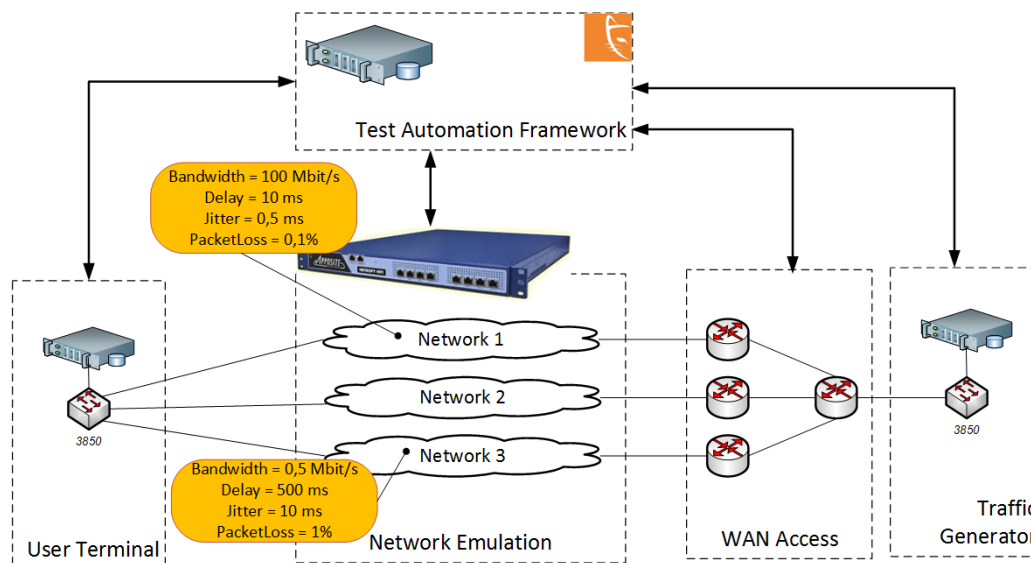 Test Automation Framework
Bandwidth = 100 Mbit/s
Delay = 10 ms
Jitter = 0,5 ms
PacketLoss = 0,1%
APPOSITE
Network 1
Network 2
Network 3
3850
3850
Bandwidth = 0,5 Mbit/s
Delay = 500 ms
Jitter = 10 ms
PacketLoss = 1%
User Terminal
Network Emulation
WAN Access
Traffic
Generator